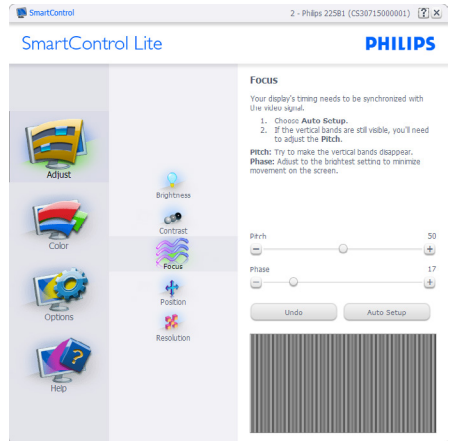 SmartControl
2 - Philips 225B1 (CS30715000001)
?
SmartControl Lite
PHILIPS
Adjust
Color
Options
Help
Brightness
Contrast
Focus
Position
Resolution
Focus
Your display's timing needs to be synchronized with
the video signal.
1. Choose Auto Setup.
2. If the vertical bands are still visible, you'll need
to adjust the Pitch.
Pitch: Try to make the vertical bands disappear.
Phase: Adjust to the brightest setting to minimize
movement on the screen.
Pitch 50
Phase 17
Undo Auto Setup